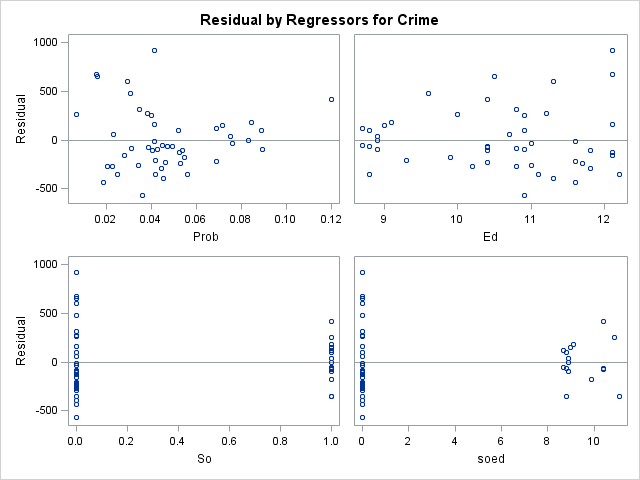 Residual by Regressors for Crime
1000
500
0
-500
Residual
0.02 0.04 0.06 0.08 0.10 0.12
Prob
9 10 11 12
Ed
1000
500
0
-500
Residual
0.0 0.2 0.4 0.6 0.8 1.0
So
0 2 4 6 8 10
soed